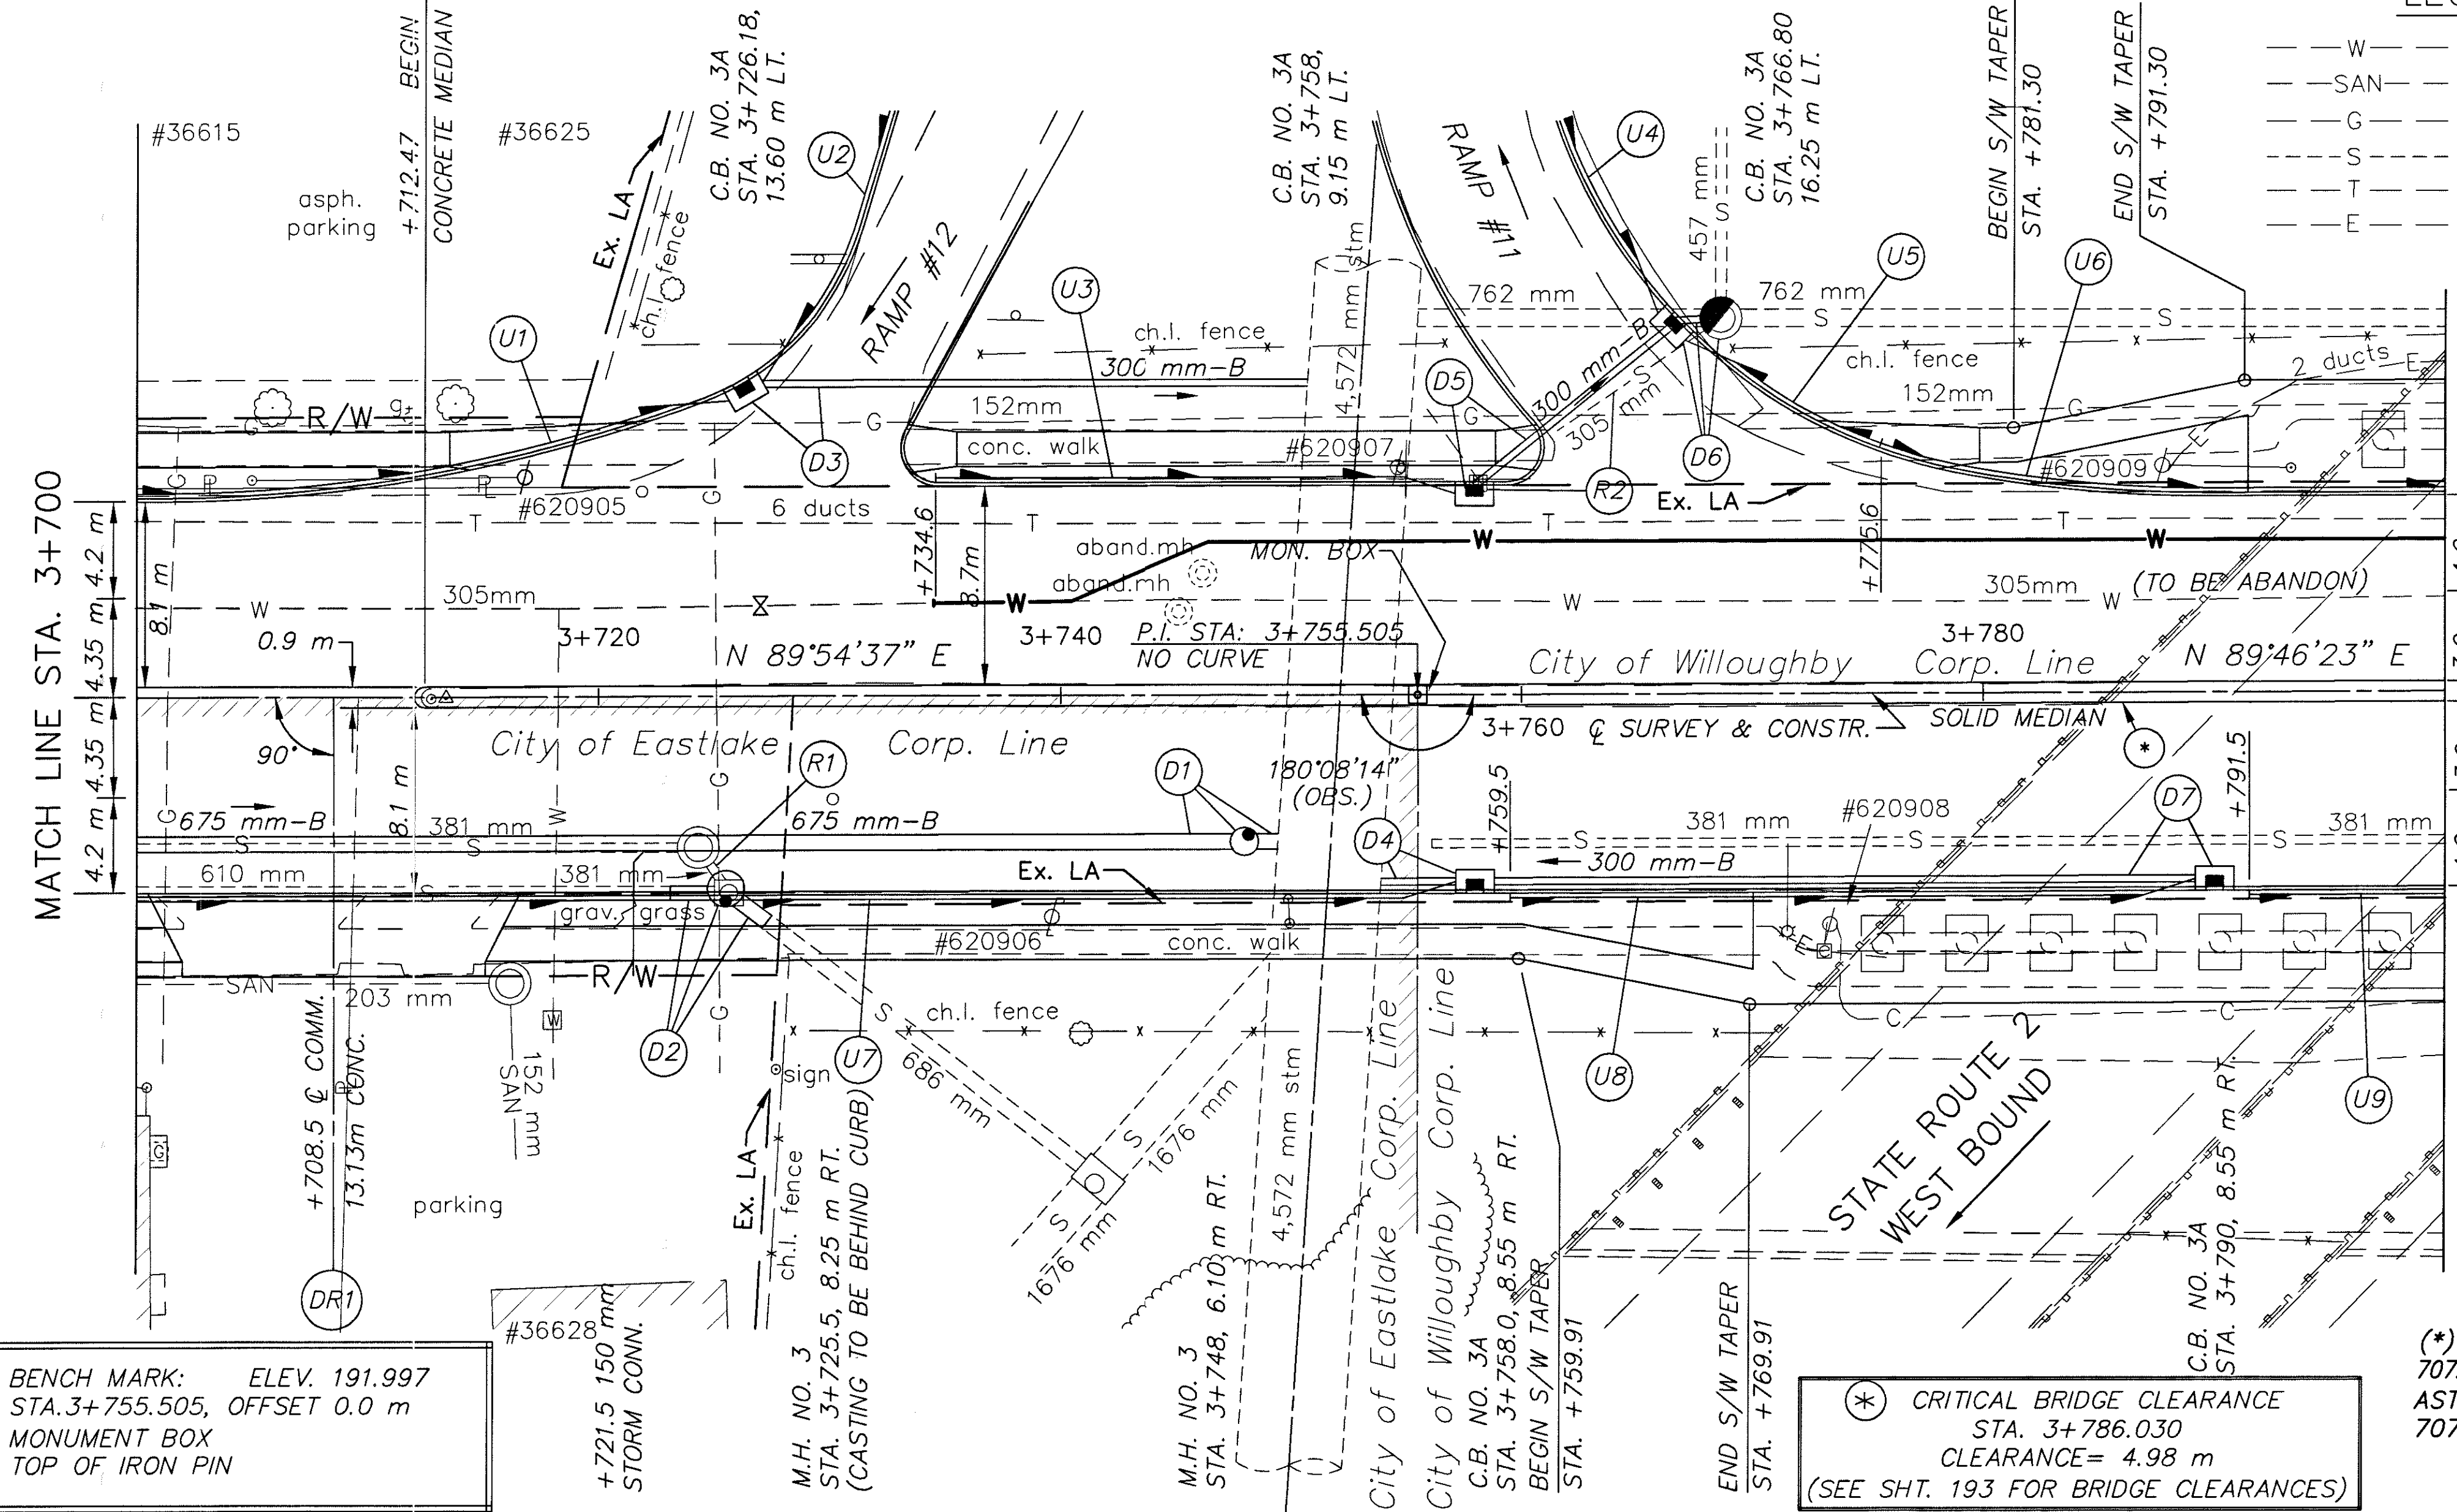 +712.47 BEGIN
CONCRETE MEDIAN
C.B. NO. 3A
STA. 3+726.18,
13.60 m LT.
C.B. NO. 3A
STA. 3+758,
9.15 m LT.
C.B. NO. 3A
STA. 3+766.80
16.25 m LT.
BEGIN S/W TAPER
STA. +781.30
END S/W TAPER
STA. +791.30
W
SAN
G
S
T
E
#36615
#36625
asph.
parking
Ex. LA
ch.l. fence
U2
RAMP #12
RAMP #11
U4
457 mm
S
U1
U3
U5
U6
4,572 mm stm
762 mm
762 mm
S
S
ch.l. fence
300 mm-B
ch.l. fence
2 ducts
E
R/W
G
G
152mm
D5
G
300 mm-B
S
305 mm
152mm
G
conc. walk
#620907
D3
D6
R2
#620909
E
G
#620905
6 ducts
Ex. LA
T
T
T
T
MATCH LINE STA. 3+700
4.2 m
4.35 m
4.35 m
4.2 m
8.1 m
+734.6
8.7m
aband.mh
aband.mh
MON. BOX
W
W
W
+775.6
W
305mm
W
305mm
W
(TO BE ABANDON)
0.9 m
3+720
N 89°54'37" E
3+740
P.I. STA: 3+755.505
NO CURVE
3+780
City of Willoughby Corp. Line
N 89°46'23" E
90°
City of Eastlake Corp. Line
3+760
℄ SURVEY & CONSTR.
SOLID MEDIAN
*
R1
D1
180°08'14"
(OBS.)
+759.5
+791.5
D7
675 mm-B
381 mm
675 mm-B
8.1 m
S
S
D4
S
381 mm
S
#620908
381 mm
300 mm-B
610 mm
S
381 mm
Ex. LA
grav.
grass
#620906
conc. walk
SAN
203 mm
R/W
E
W
G
D2
U7
S
ch.l. fence
C
C
152 mm
SAN
sign
686 mm
S
1676 mm
S
1676 mm
4,572 mm stm
City of Eastlake Corp. Line
City of Willoughby Corp. Line
U8
STATE ROUTE 2
WEST BOUND
U9
+708.5 ℄ COMM.
13.13m CONC.
G
parking
Ex. LA
ch.l. fence
DR1
#36628
+721.5 150 mm
STORM CONN.
M.H. NO. 3
STA. 3+725.5, 8.25 m RT.
(CASTING TO BE BEHIND CURB)
M.H. NO. 3
STA. 3+748, 6.10 m RT.
C.B. NO. 3A
STA. 3+758.0, 8.55 m RT.
BEGIN S/W TAPER
STA. +759.91
END S/W TAPER
STA. +769.91
C.B. NO. 3A
STA. 3+790, 8.55 m RT.
BENCH MARK: ELEV. 191.997
STA.3+755.505, OFFSET 0.0 m
MONUMENT BOX
TOP OF IRON PIN
* CRITICAL BRIDGE CLEARANCE
STA. 3+786.030
CLEARANCE= 4.98 m
(SEE SHT. 193 FOR BRIDGE CLEARANCES)
(*)
707
AST
707